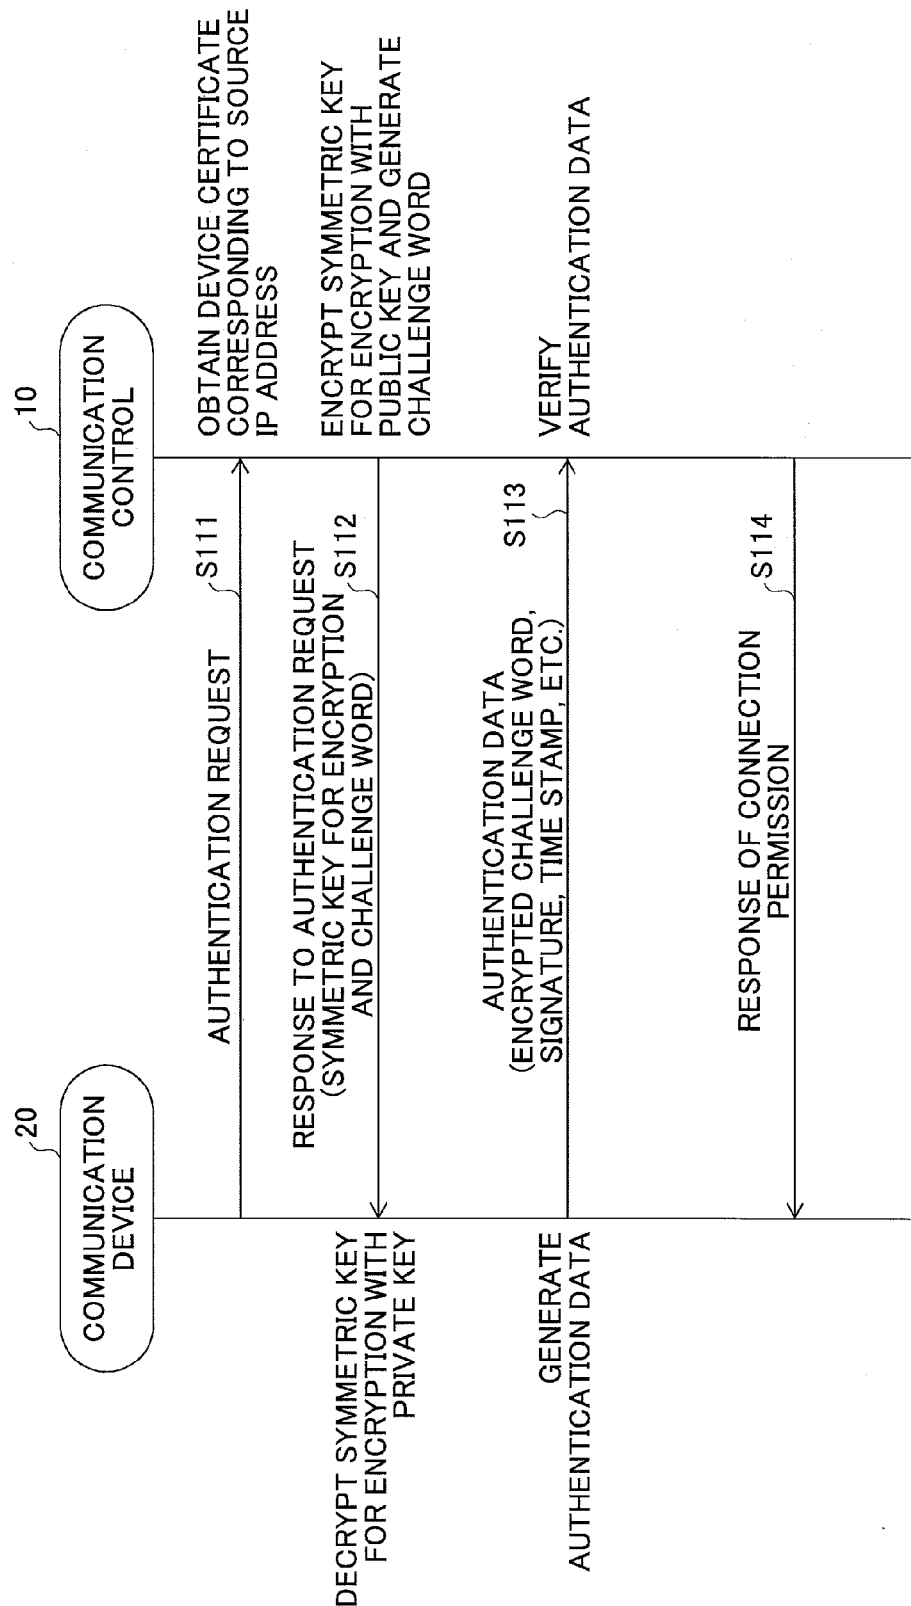 20
COMMUNICATION
DEVICE
10
COMMUNICATION
CONTROL
AUTHENTICATION REQUEST
S111
OBTAIN DEVICE CERTIFICATE
CORRESPONDING TO SOURCE
IP ADDRESS
RESPONSE TO AUTHENTICATION REQUEST
(SYMMETRIC KEY FOR ENCRYPTION
AND CHALLENGE WORD)
S112
ENCRYPT SYMMETRIC KEY
FOR ENCRYPTION WITH
PUBLIC KEY AND GENERATE
CHALLENGE WORD
DECRYPT SYMMETRIC KEY
FOR ENCRYPTION WITH
PRIVATE KEY
GENERATE
AUTHENTICATION DATA
AUTHENTICATION DATA
(ENCRYPTED CHALLENGE WORD,
SIGNATURE, TIME STAMP, ETC.)
S113
VERIFY
AUTHENTICATION DATA
RESPONSE OF CONNECTION
PERMISSION
S114